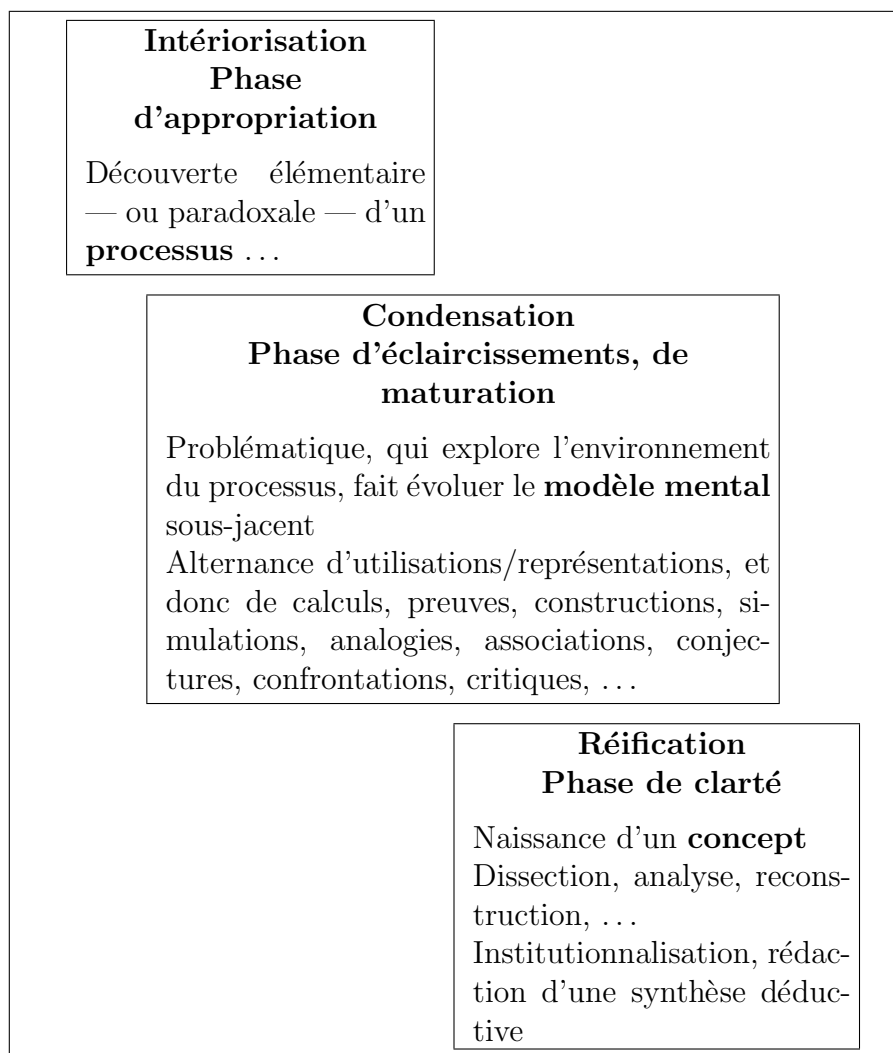 Intériorisation
Phase
d'appropriation
Découverte élémentaire
— ou paradoxale — d'un
processus ...
Condensation
Phase d'éclaircissements, de
maturation
Problématique, qui explore l'environnement
du processus, fait évoluer le modèle mental
sous-jacent
Alternance d'utilisations/représentations, et
donc de calculs, preuves, constructions, si-
mulations, analogies, associations, conjec-
tures, confrontations, critiques, ...
Réification
Phase de clarté
Naissance d'un concept
Dissection, analyse, recons-
truction, ...
Institutionnalisation, rédac-
tion d'une synthèse déduc-
tive